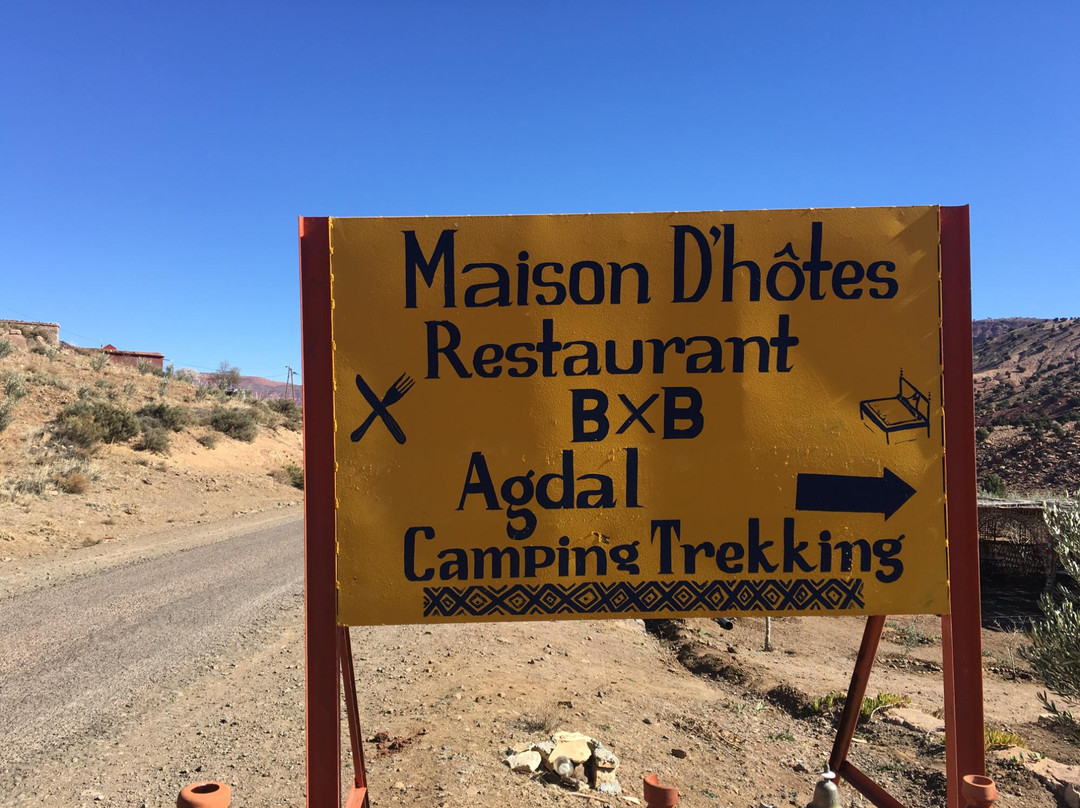 Maison D'hôtes
Restaurant
B×B
Agdal
Camping Trekking